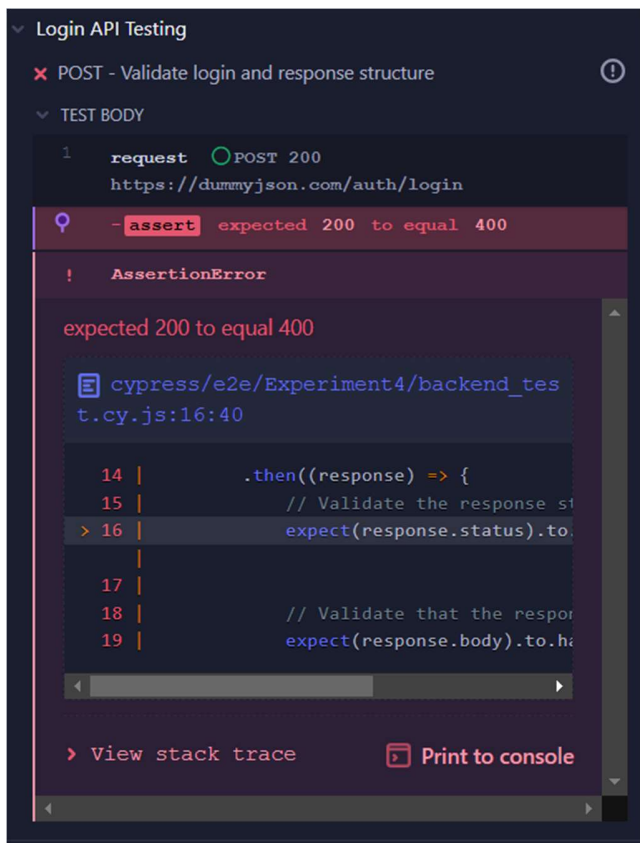 Login API Testing
POST - Validate login and response structure
TEST BODY
1 request POST 200
https://dummyjson.com/auth/login
-assert expected 200 to equal 400
! AssertionError
expected 200 to equal 400
cypress/e2e/Experiment4/backend_tes
t.cy.js:16:40
14 | .then((response) => {
15 | // Validate the response st
> 16 | expect(response.status).to.
|
17 |
18 | // Validate that the respon
19 | expect(response.body).to.ha
> View stack trace Print to console